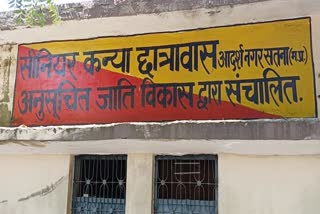 सीनियर कन्या छात्रावास आदर्श नगर सतना (म.प्र.)
अनुसूचित जाति विकास द्वारा संचालित.